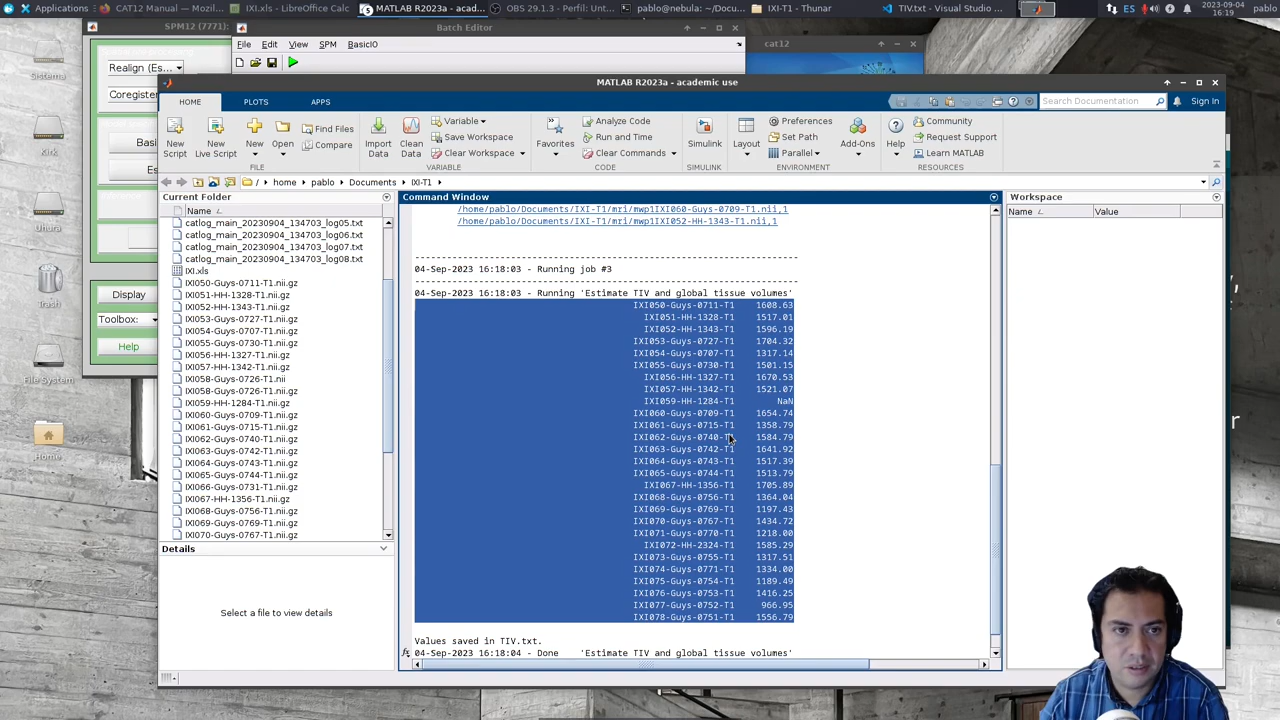 Applications
CAT12 Manual — Mozil...
IXI.xls - LibreOffice Calc
MATLAB R2023a - acad...
OBS 29.1.3 - Perfil: Unt...
pablo@nebula: ~/Docu...
IXI-T1 - Thunar
TIV.txt - Visual Studio ...
ES
2023-09-04
16:19
pablo
SPM12 (7771):
Batch Editor
cat12
File Edit View SPM BasicIO
Realign (Es...
Coregister
Basi
Es
Display
Toolbox:
Help
Sistema
Kirk
Uhura
Trash
File System
Home
MATLAB R2023a - academic use
HOME PLOTS APPS
Search Documentation
Sign In
New Script
New Live Script
New
Open
Find Files
Compare
Import Data
Clean Data
Variable
Save Workspace
Clear Workspace
Favorites
Analyze Code
Run and Time
Clear Commands
Simulink
Layout
Preferences
Set Path
Parallel
Add-Ons
Help
Community
Request Support
Learn MATLAB
FILE VARIABLE CODE SIMULINK ENVIRONMENT RESOURCES
/ home pablo Documents IXI-T1
Current Folder
Name
catlog_main_20230904_134703_log05.txt
catlog_main_20230904_134703_log06.txt
catlog_main_20230904_134703_log07.txt
catlog_main_20230904_134703_log08.txt
IXI.xls
IXI050-Guys-0711-T1.nii.gz
IXI051-HH-1328-T1.nii.gz
IXI052-HH-1343-T1.nii.gz
IXI053-Guys-0727-T1.nii.gz
IXI054-Guys-0707-T1.nii.gz
IXI055-Guys-0730-T1.nii.gz
IXI056-HH-1327-T1.nii.gz
IXI057-HH-1342-T1.nii.gz
IXI058-Guys-0726-T1.nii
IXI058-Guys-0726-T1.nii.gz
IXI059-HH-1284-T1.nii.gz
IXI060-Guys-0709-T1.nii.gz
IXI061-Guys-0715-T1.nii.gz
IXI062-Guys-0740-T1.nii.gz
IXI063-Guys-0742-T1.nii.gz
IXI064-Guys-0743-T1.nii.gz
IXI065-Guys-0744-T1.nii.gz
IXI066-Guys-0731-T1.nii.gz
IXI067-HH-1356-T1.nii.gz
IXI068-Guys-0756-T1.nii.gz
IXI069-Guys-0769-T1.nii.gz
IXI070-Guys-0767-T1.nii.gz
Details
Select a file to view details
Command Window
/home/pablo/Documents/IXI-T1/mri/mwp1IXI060-Guys-0709-T1.nii,1
/home/pablo/Documents/IXI-T1/mri/mwp1IXI052-HH-1343-T1.nii,1
------------------------------------------------------------------------
04-Sep-2023 16:18:03 - Running job #3
------------------------------------------------------------------------
04-Sep-2023 16:18:03 - Running 'Estimate TIV and global tissue volumes'
IXI050-Guys-0711-T1 1608.63
IXI051-HH-1328-T1 1517.01
IXI052-HH-1343-T1 1596.19
IXI053-Guys-0727-T1 1704.32
IXI054-Guys-0707-T1 1317.14
IXI055-Guys-0730-T1 1501.15
IXI056-HH-1327-T1 1670.53
IXI057-HH-1342-T1 1521.07
IXI059-HH-1284-T1 NaN
IXI060-Guys-0709-T1 1654.74
IXI061-Guys-0715-T1 1358.79
IXI062-Guys-0740-T1 1584.79
IXI063-Guys-0742-T1 1641.92
IXI064-Guys-0743-T1 1517.39
IXI065-Guys-0744-T1 1513.79
IXI067-HH-1356-T1 1705.89
IXI068-Guys-0756-T1 1364.04
IXI069-Guys-0769-T1 1197.43
IXI070-Guys-0767-T1 1434.72
IXI071-Guys-0770-T1 1218.00
IXI072-HH-2324-T1 1585.29
IXI073-Guys-0755-T1 1317.51
IXI074-Guys-0771-T1 1334.00
IXI075-Guys-0754-T1 1189.49
IXI076-Guys-0753-T1 1416.25
IXI077-Guys-0752-T1 966.95
IXI078-Guys-0751-T1 1556.79
Values saved in TIV.txt.
04-Sep-2023 16:18:04 - Done 'Estimate TIV and global tissue volumes'
fx
Workspace
Name Value